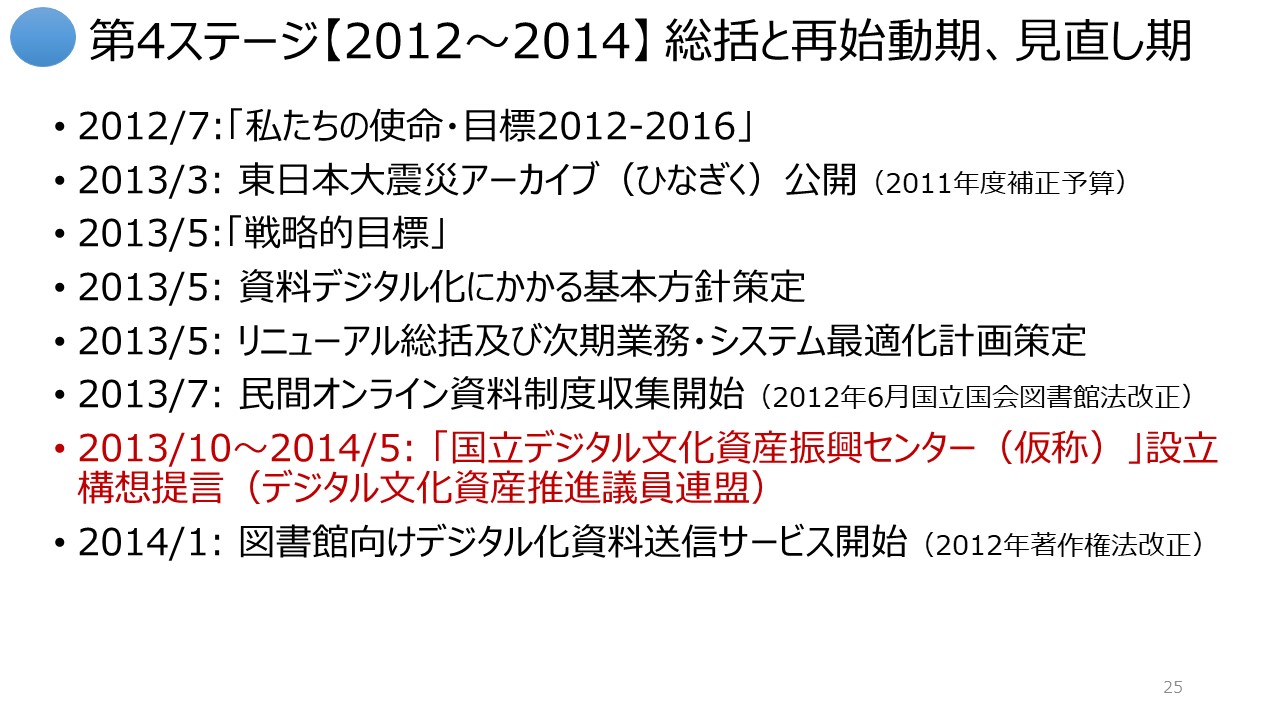 第4ステージ【2012～2014】 総括と再始動期、見直し期
• 2012/7:「私たちの使命・目標2012-2016」
• 2013/3: 東日本大震災アーカイブ（ひなぎく）公開（2011年度補正予算）
• 2013/5:「戦略的目標」
• 2013/5: 資料デジタル化にかかる基本方針策定
• 2013/5: リニューアル総括及び次期業務・システム最適化計画策定
• 2013/7: 民間オンライン資料制度収集開始（2012年6月国立国会図書館法改正）
• 2013/10～2014/5: 「国立デジタル文化資産振興センター（仮称）」設立
構想提言（デジタル文化資産推進議員連盟）
• 2014/1: 図書館向けデジタル化資料送信サービス開始（2012年著作権法改正）
25